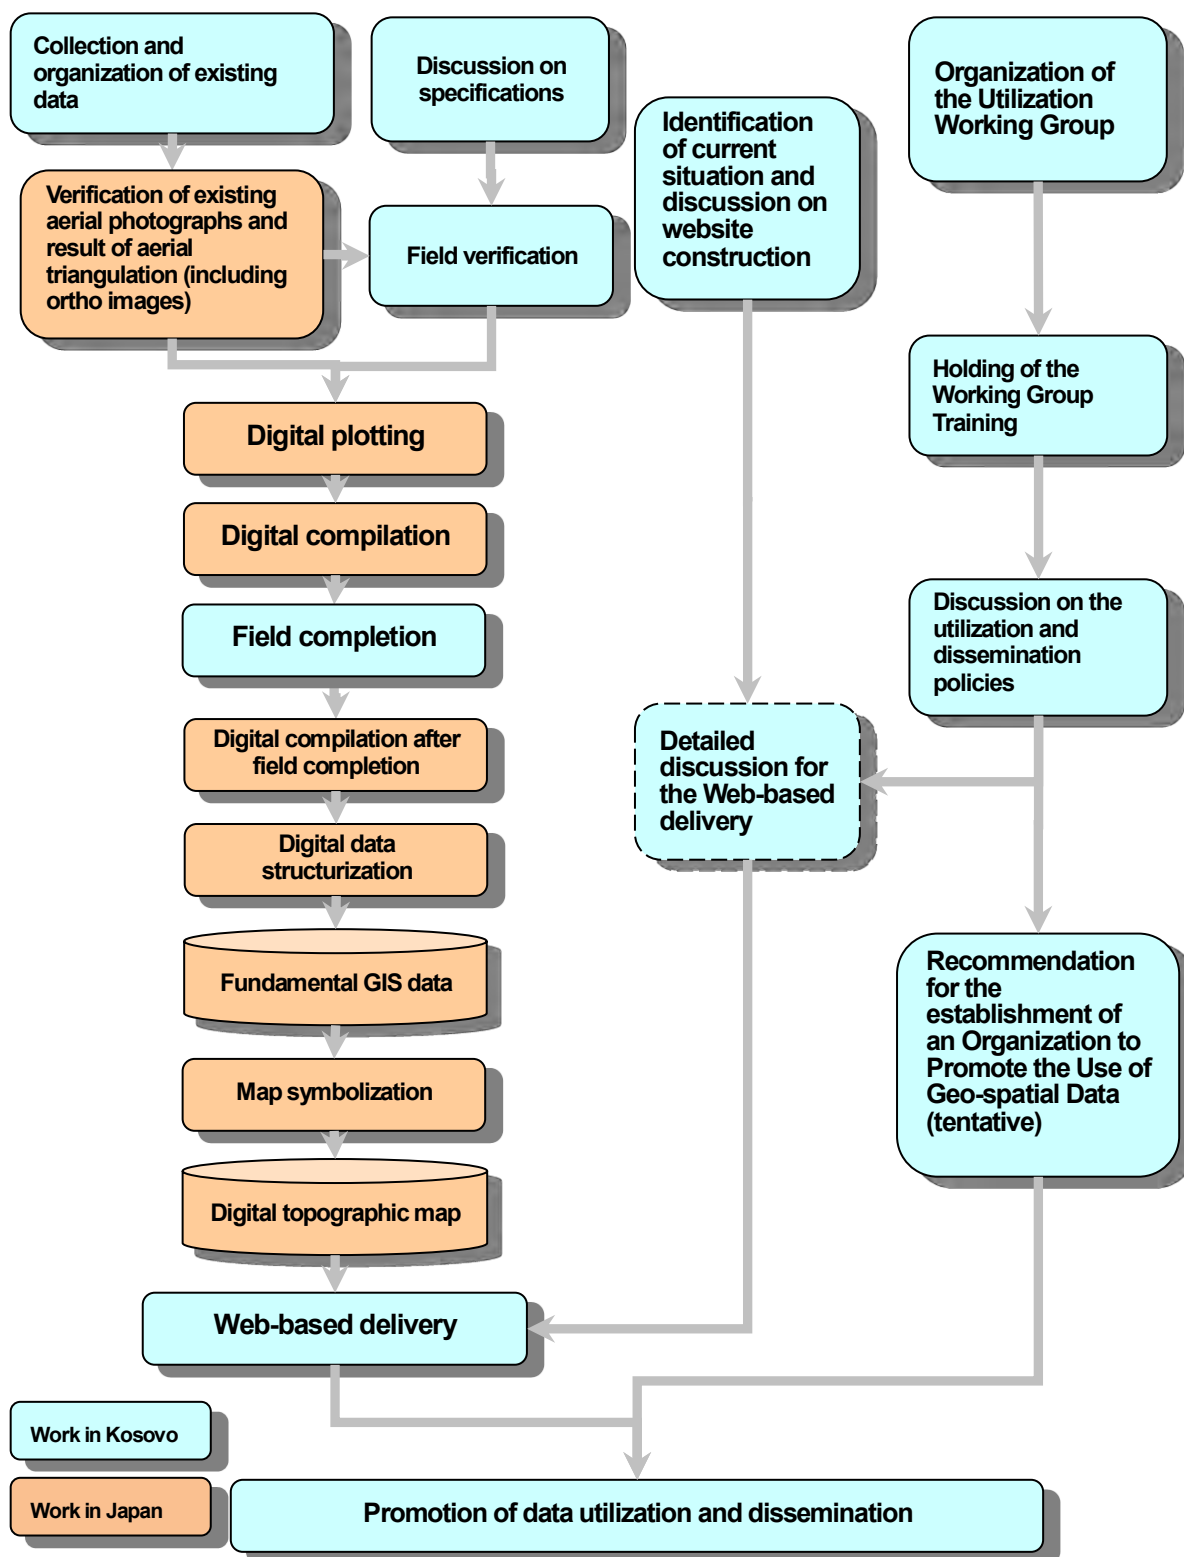 Collection and
organization of existing
data
Discussion on
specifications
Identification
of current
situation and
discussion on
website
construction
Organization of
the Utilization
Working Group
Verification of existing
aerial photographs and
result of aerial
triangulation (including
ortho images)
Field verification
Holding of the
Working Group
Training
Digital plotting
Digital compilation
Field completion
Discussion on the
utilization and
dissemination
policies
Digital compilation after
field completion
Detailed
discussion for
the Web-based
delivery
Digital data
structurization
Fundamental GIS data
Recommendation
for the
establishment of
an Organization to
Promote the Use of
Geo-spatial Data
(tentative)
Map symbolization
Digital topographic map
Web-based delivery
Work in Kosovo
Work in Japan
Promotion of data utilization and dissemination